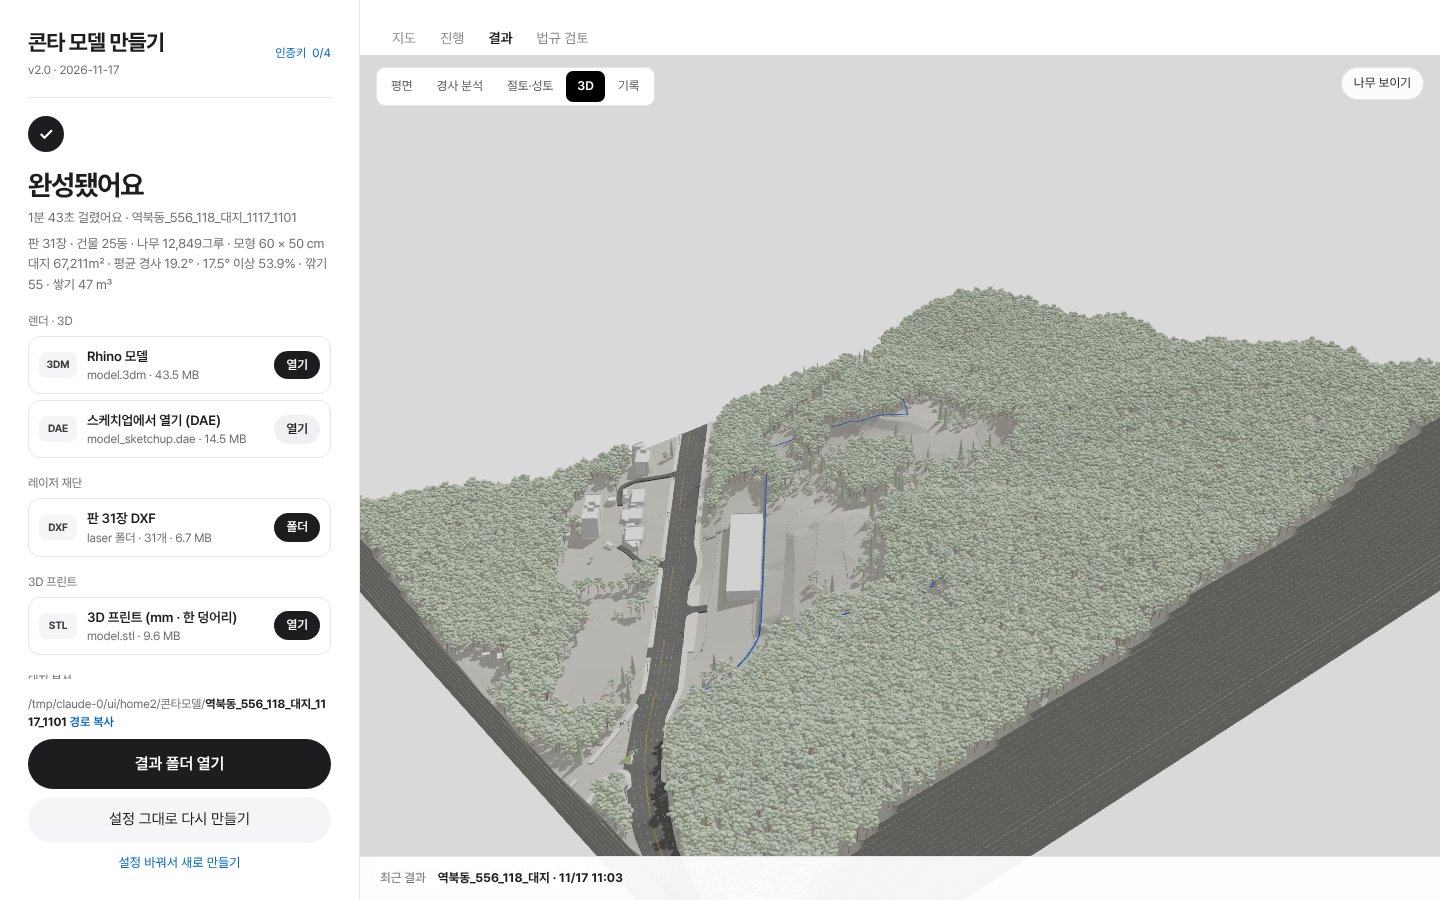 콘타 모델 만들기
인증키 0/4
v2.0 · 2026-11-17
완성됐어요
1분 43초 걸렸어요 · 역북동_556_118_대지_1117_1101
판 31장 · 건물 25동 · 나무 12,849그루 · 모형 60 × 50 cm
대지 67,211m² · 평균 경사 19.2° · 17.5° 이상 53.9% · 깎기
55 · 쌓기 47 m³
렌더 · 3D
3DM
Rhino 모델
model.3dm · 43.5 MB
열기
DAE
스케치업에서 열기 (DAE)
model_sketchup.dae · 14.5 MB
열기
레이저 재단
DXF
판 31장 DXF
laser 폴더 · 31개 · 6.7 MB
폴더
3D 프린트
STL
3D 프린트 (mm · 한 덩어리)
model.stl · 9.6 MB
열기
/tmp/claude-0/ui/home2/콘타모델/역북동_556_118_대지_11
17_1101 경로 복사
결과 폴더 열기
설정 그대로 다시 만들기
설정 바꿔서 새로 만들기
지도 진행 결과 법규 검토
평면 경사 분석 절토·성토 3D 기록
나무 보이기
최근 결과 역북동_556_118_대지 · 11/17 11:03